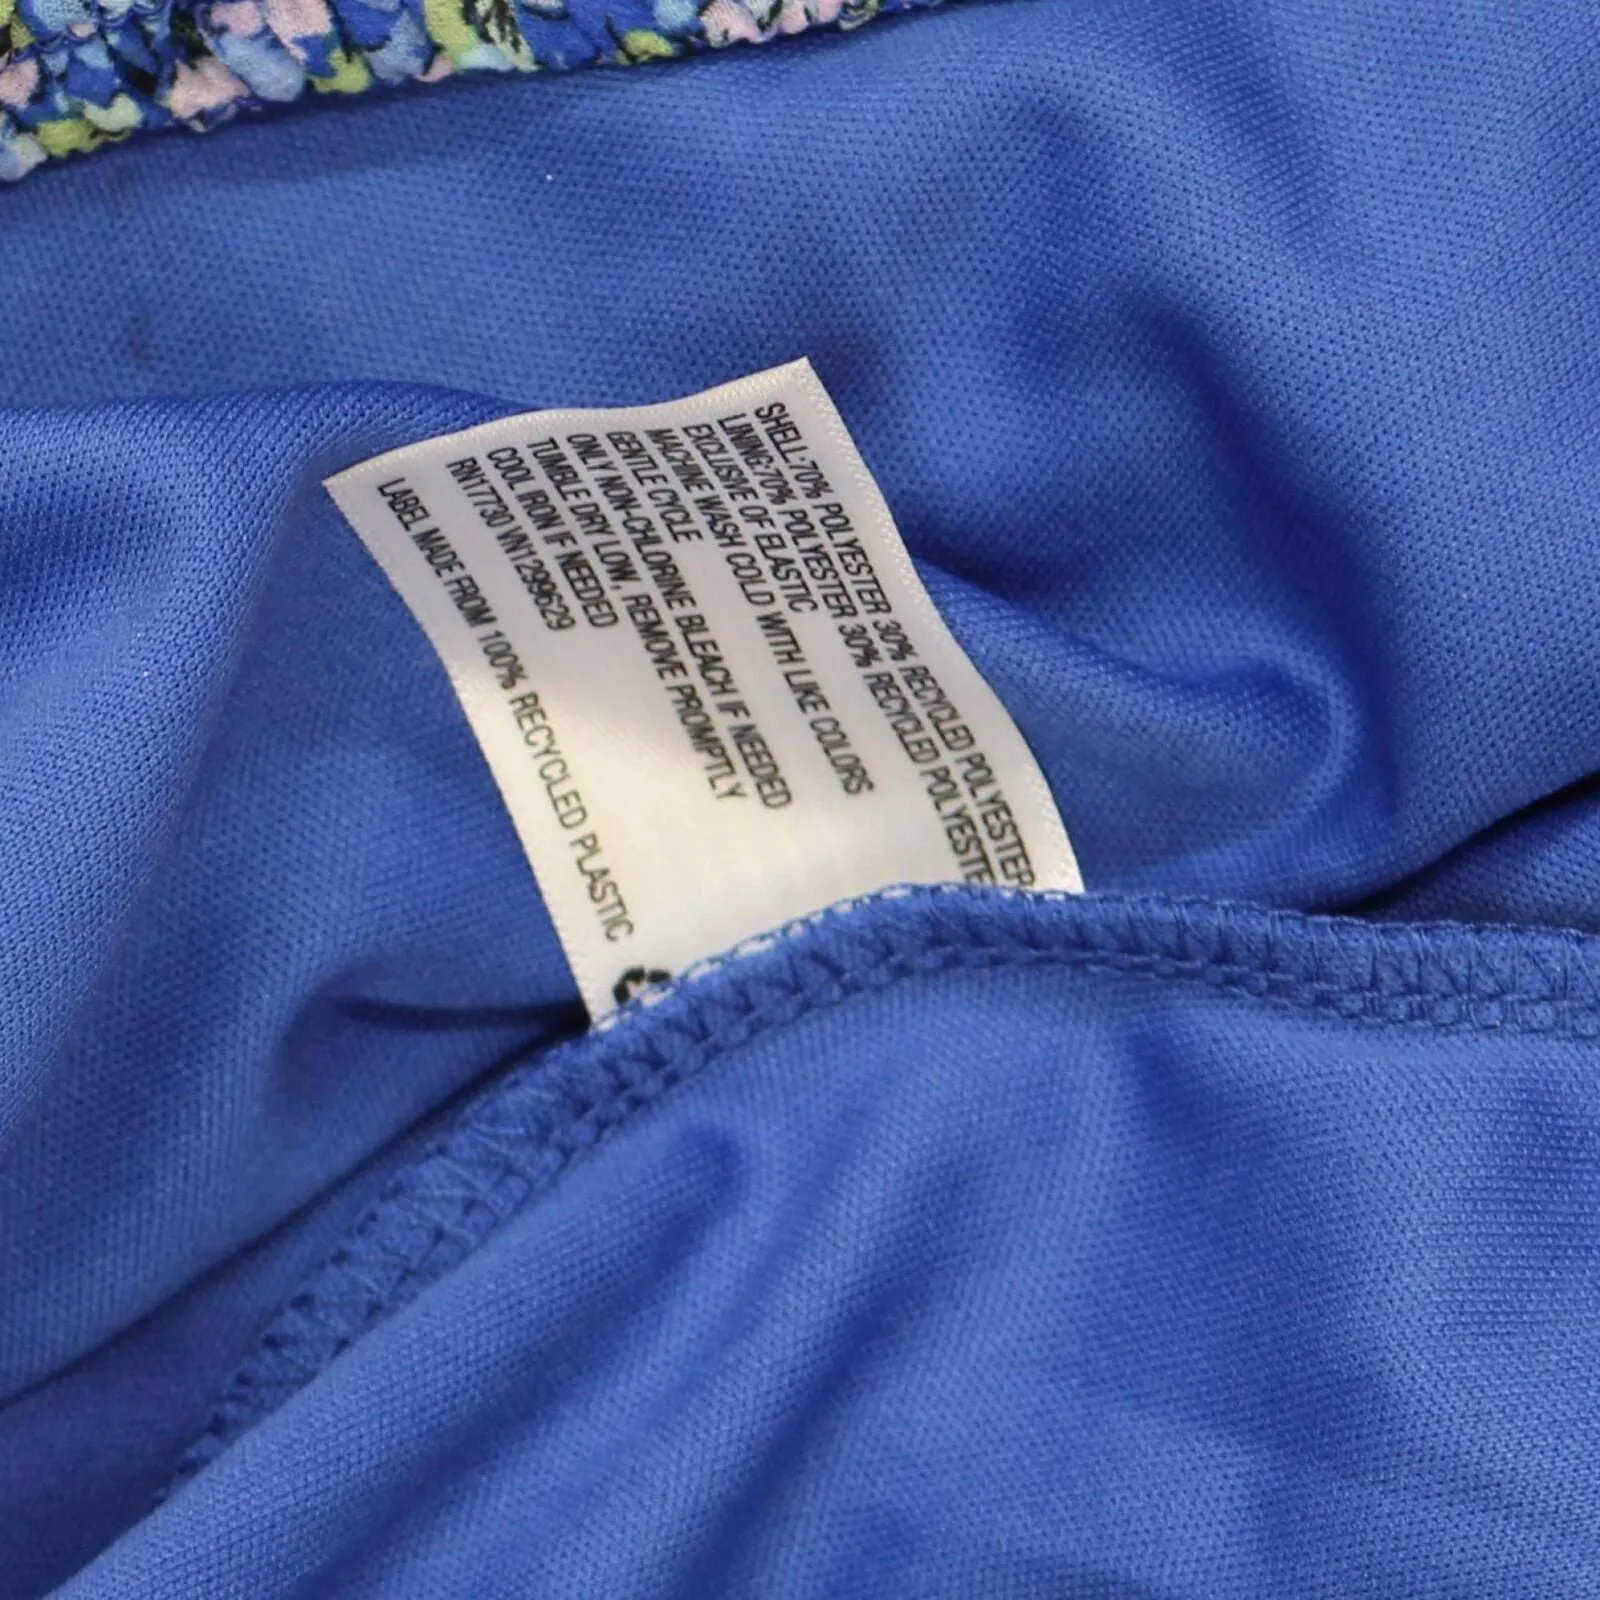 SHELL:70% POLYESTER 30% RECYCLED POLYESTER
LINING:70% POLYESTER 30% RECYCLED POLYESTE
EXCLUSIVE OF ELASTIC
MACHINE WASH COLD WITH LIKE COLORS
GENTLE CYCLE
ONLY NON-CHLORINE BLEACH IF NEEDED
TUMBLE DRY LOW, REMOVE PROMPTLY
COOL IRON IF NEEDED
RN17730 VN1299629
LABEL MADE FROM 100% RECYCLED PLASTIC